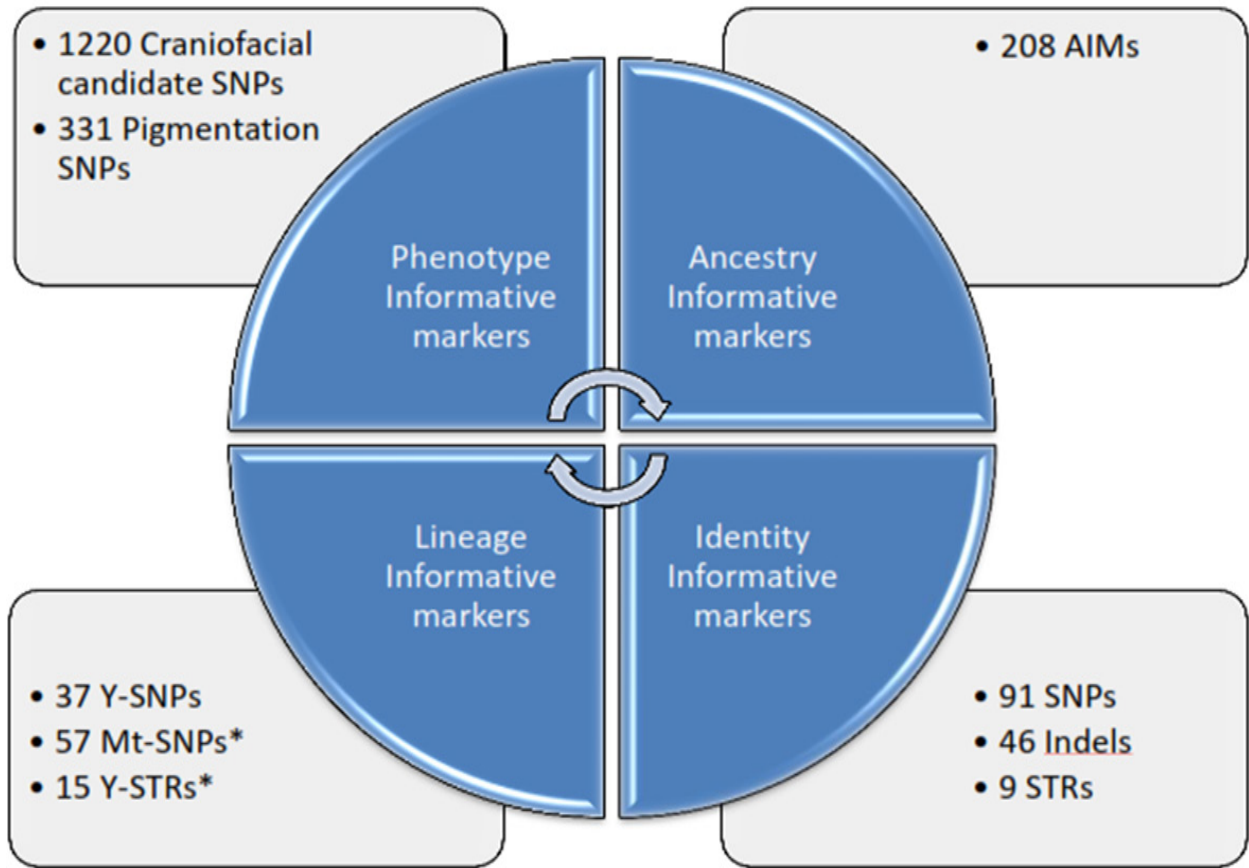 • 1220 Craniofacial
candidate SNPs
• 331 Pigmentation
SNPs
• 208 AIMs
Phenotype
Informative
markers
Ancestry
Informative
markers
Lineage
Informative
markers
Identity
Informative
markers
• 37 Y-SNPs
• 57 Mt-SNPs*
• 15 Y-STRs*
• 91 SNPs
• 46 Indels
• 9 STRs